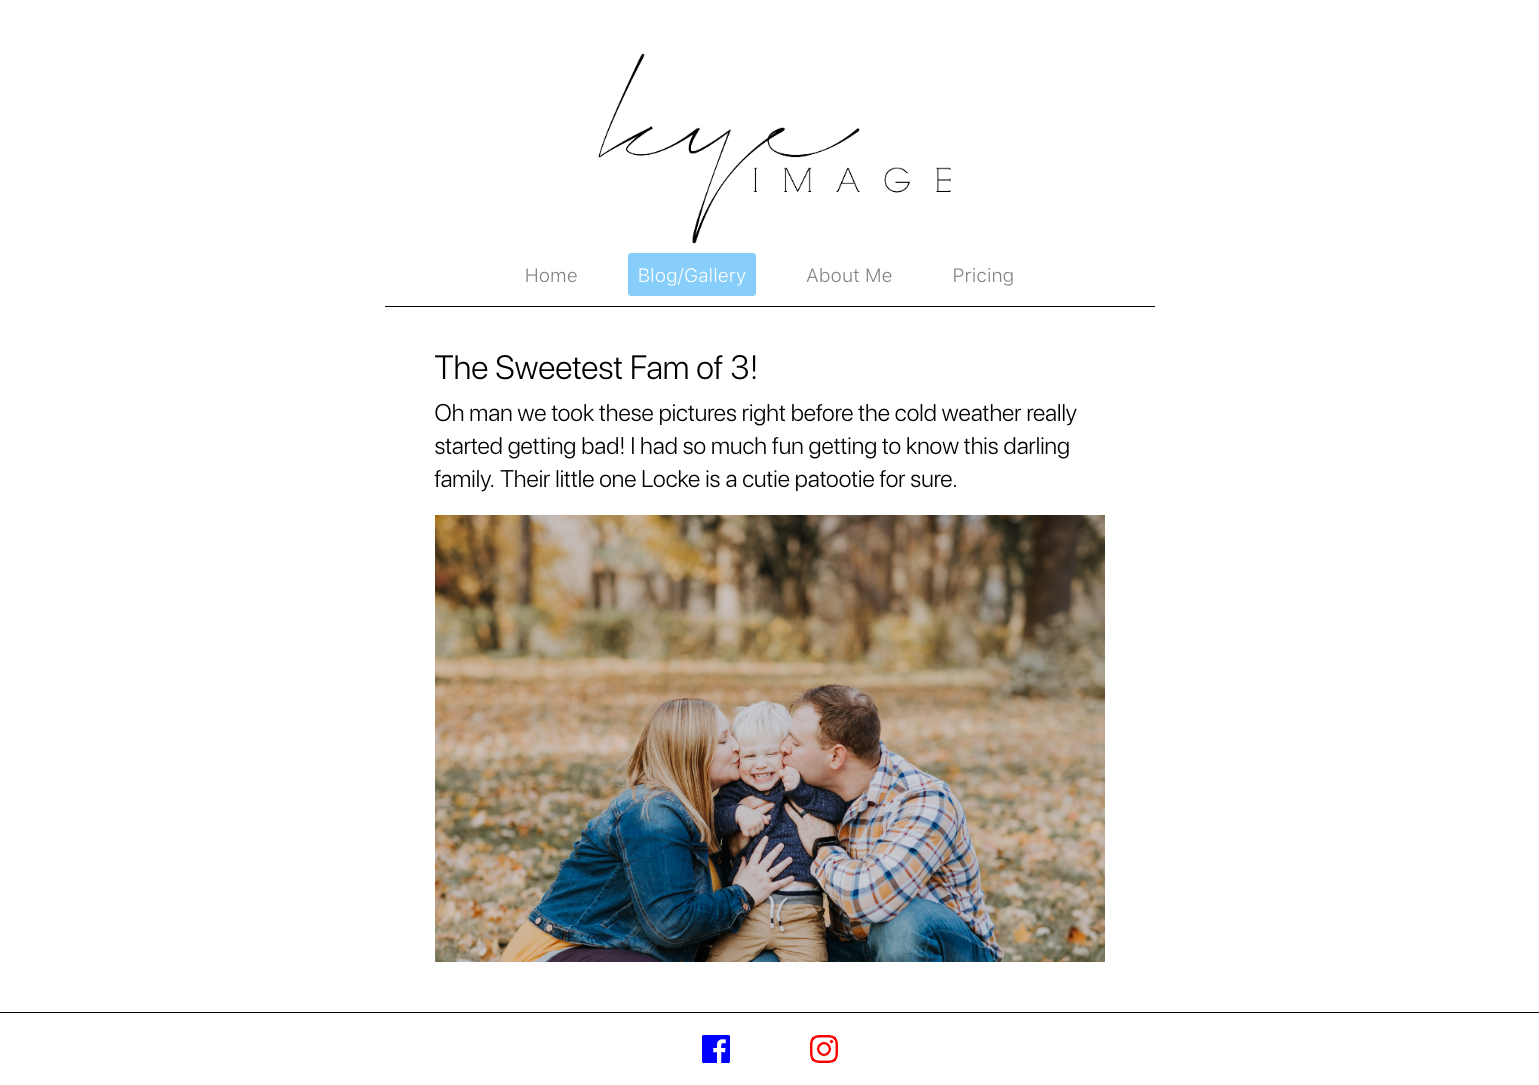 kye
IMAGE
Home Blog/Gallery About Me Pricing
The Sweetest Fam of 3!
Oh man we took these pictures right before the cold weather really
started getting bad! I had so much fun getting to know this darling
family. Their little one Locke is a cutie patootie for sure.